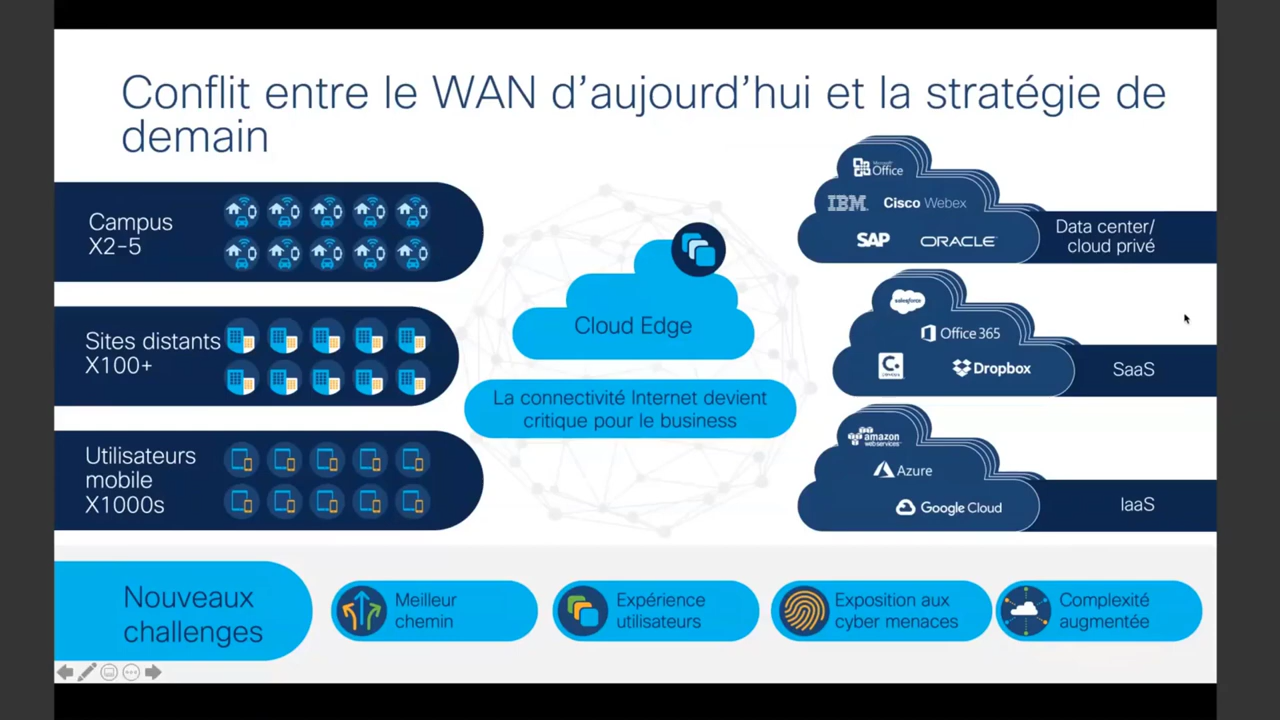 Conflit entre le WAN d'aujourd'hui et la stratégie de
demain
Campus
X2-5
Sites distants
X100+
Utilisateurs
mobile
X1000s
Cloud Edge
La connectivité Internet devient
critique pour le business
Microsoft
Office
IBM
Cisco Webex
SAP
ORACLE
Data center/
cloud privé
salesforce
Office 365
Dropbox
SaaS
amazon
web services
Azure
Google Cloud
IaaS
Nouveaux
challenges
Meilleur
chemin
Expérience
utilisateurs
Exposition aux
cyber menaces
Complexité
augmentée